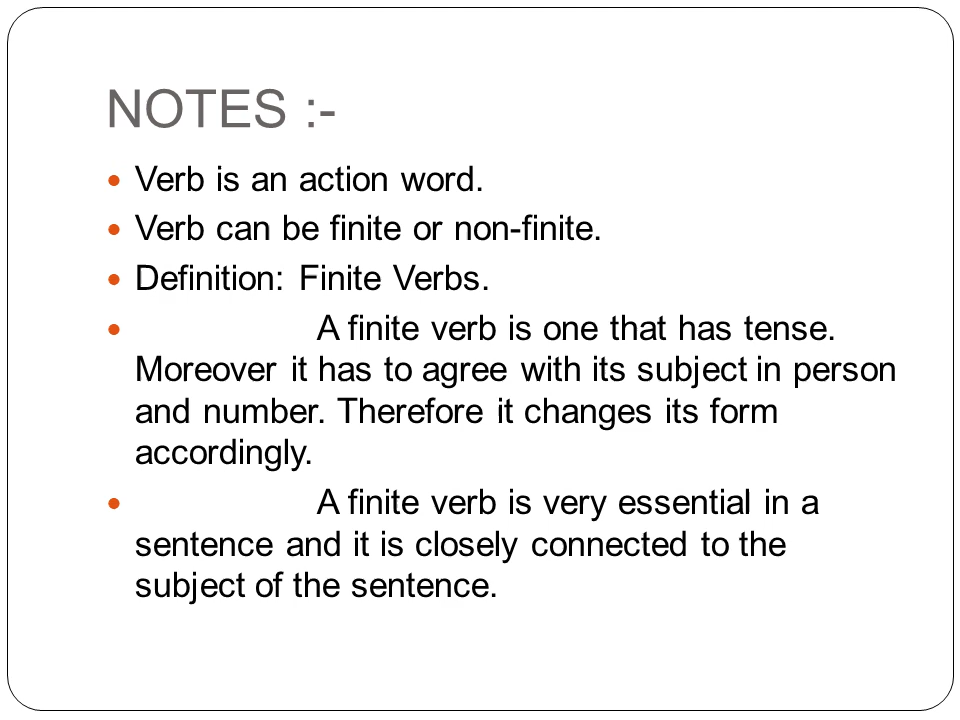 NOTES :-
Verb is an action word.
Verb can be finite or non-finite.
Definition: Finite Verbs.
A finite verb is one that has tense.
Moreover it has to agree with its subject in person
and number. Therefore it changes its form
accordingly.
A finite verb is very essential in a
sentence and it is closely connected to the
subject of the sentence.